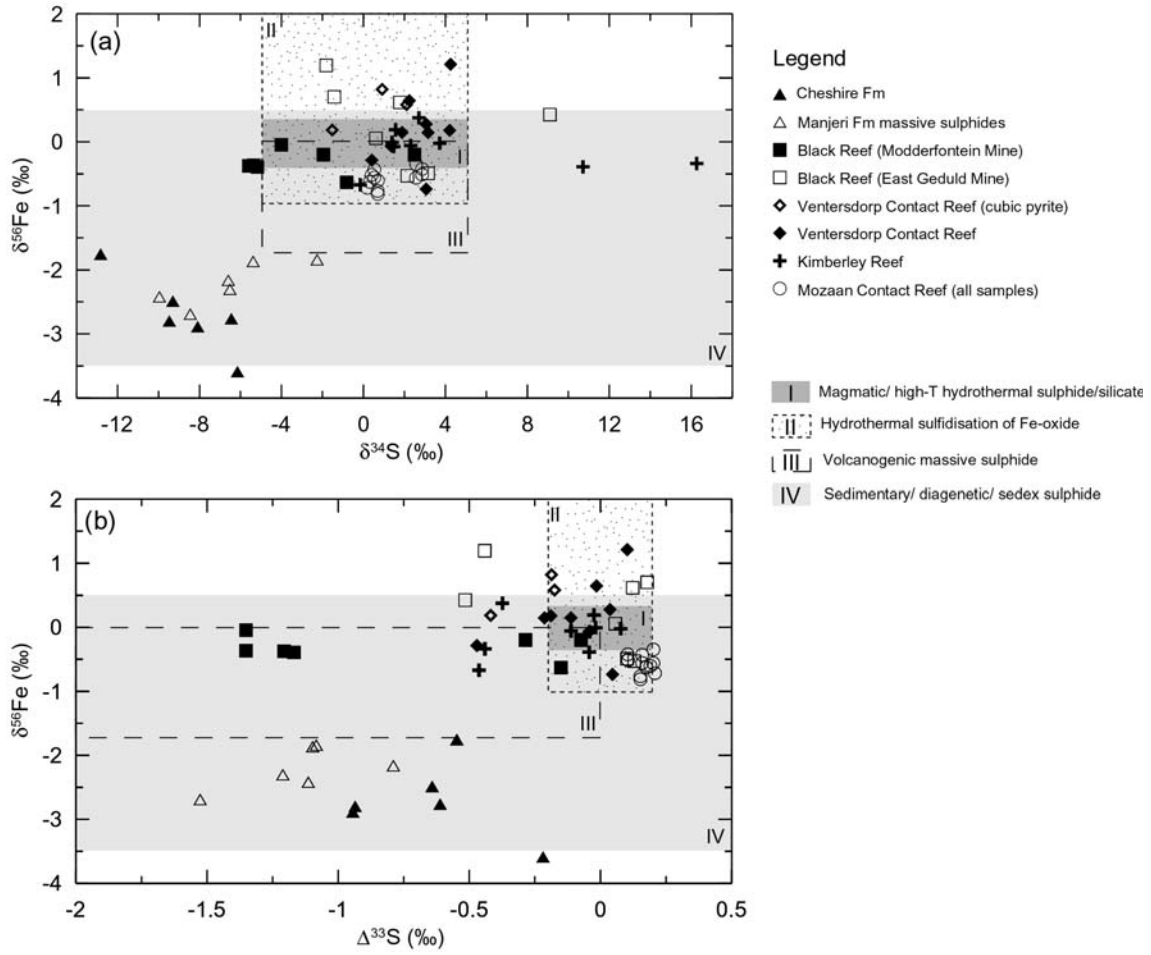 (a)
II
I
III
IV
2
1
0
-1
-2
-3
-4
δ56Fe (‰)
-12 -8 -4 0 4 8 12 16
δ34S (‰)
(b)
II
I
III
IV
2
1
0
-1
-2
-3
-4
δ56Fe (‰)
-2 -1.5 -1 -0.5 0 0.5
Δ33S (‰)
Legend
Cheshire Fm
Manjeri Fm massive sulphides
Black Reef (Modderfontein Mine)
Black Reef (East Geduld Mine)
Ventersdorp Contact Reef (cubic pyrite)
Ventersdorp Contact Reef
Kimberley Reef
Mozaan Contact Reef (all samples)
I Magmatic/ high-T hydrothermal sulphide/silicate
II Hydrothermal sulfidisation of Fe-oxide
III Volcanogenic massive sulphide
IV Sedimentary/ diagenetic/ sedex sulphide